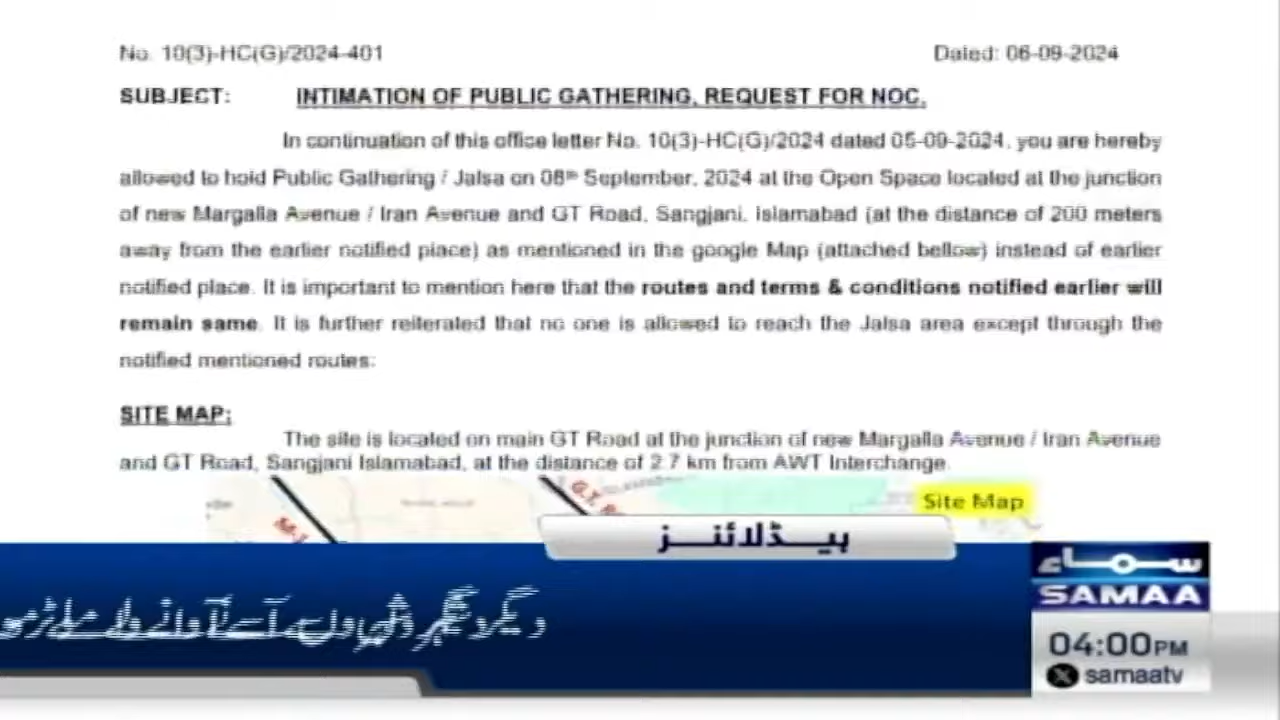 No. 10(3)-HC(G)/2024-401 Dated: 06-09-2024
SUBJECT: INTIMATION OF PUBLIC GATHERING, REQUEST FOR NOC.
In continuation of this office letter No. 10(3)-HC(G)/2024 dated 05-09-2024, you are hereby
allowed to hold Public Gathering / Jalsa on 08th September, 2024 at the Open Space located at the junction
of new Margalla Avenue / Iran Avenue and GT Road, Sangjani, Islamabad (at the distance of 200 meters
away from the earlier notified place) as mentioned in the google Map (attached bellow) instead of earlier
notified place. It is important to mention here that the routes and terms & conditions notified earlier will
remain same. It is further reiterated that no one is allowed to reach the Jalsa area except through the
notified mentioned routes:
SITE MAP:
The site is located on main GT Road at the junction of new Margalla Avenue / Iran Avenue
and GT Road, Sangjani Islamabad, at the distance of 2.7 km from AWT Interchange.
Site Map
ہیڈلائنز
سماء
SAMAA
04:00PM
X samaatv